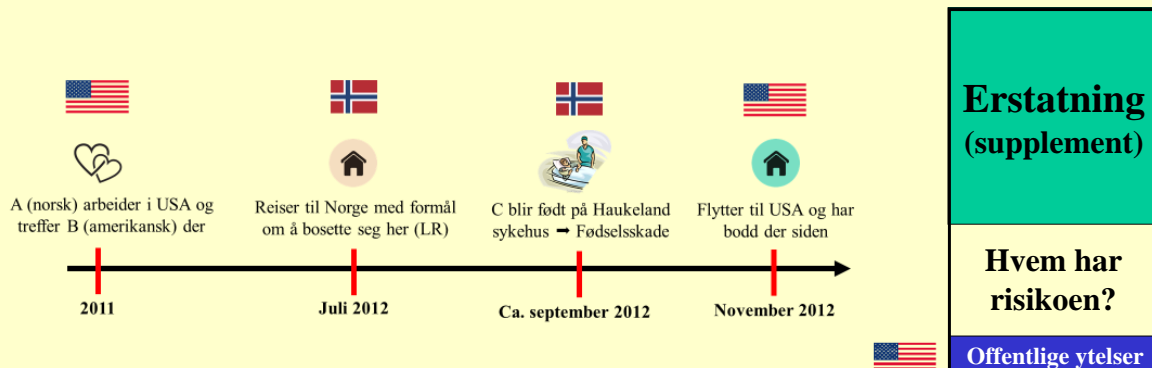 A (norsk) arbeider i USA og
treffer B (amerikansk) der
Reiser til Norge med formål
om å bosette seg her (LR)
C blir født på Haukeland
sykehus ➡ Fødselsskade
Flytter til USA og har
bodd der siden
2011
Juli 2012
Ca. september 2012
November 2012
Erstatning
(supplement)
Hvem har
risikoen?
Offentlige ytelser